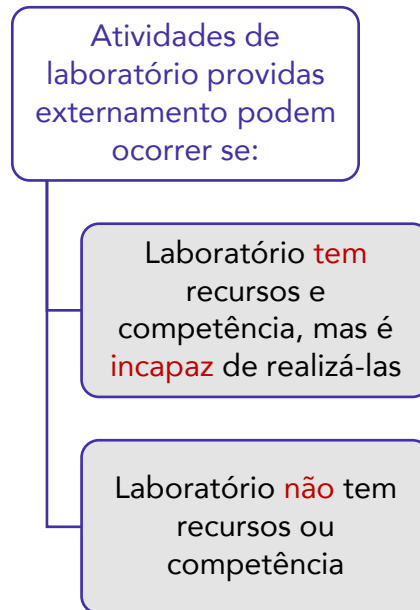 Atividades de
laboratório providas
externamento podem
ocorrer se:
Laboratório tem
recursos e
competência, mas é
incapaz de realizá-las
Laboratório não tem
recursos ou
competência